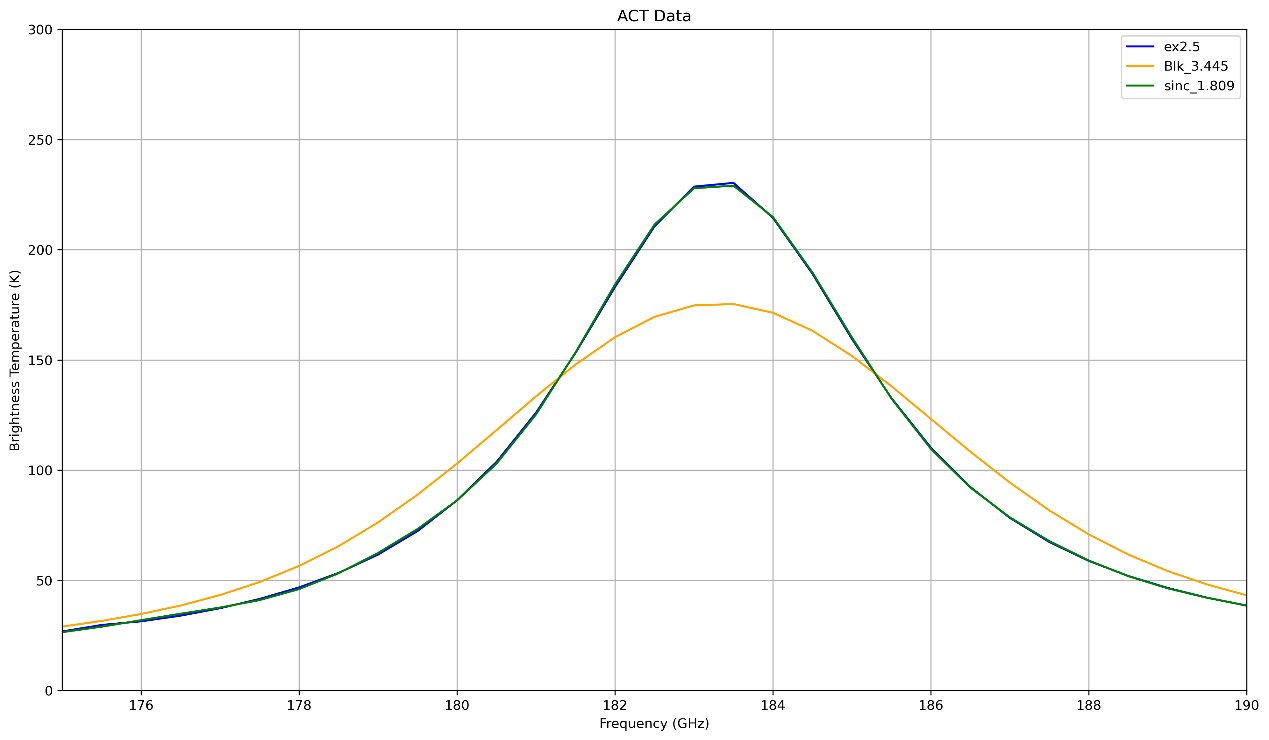 ACT Data
300
250
200
150
100
50
0
Brightness Temperature (K)
ex2.5
Blk_3.445
sinc_1.809
176 178 180 182 184 186 188 190
Frequency (GHz)